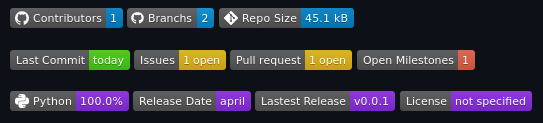 Contributors 1 Branchs 2 Repo Size 45.1 kB
Last Commit today Issues 1 open Pull request 1 open Open Milestones 1
Python 100.0% Release Date april Lastest Release v0.0.1 License not specified